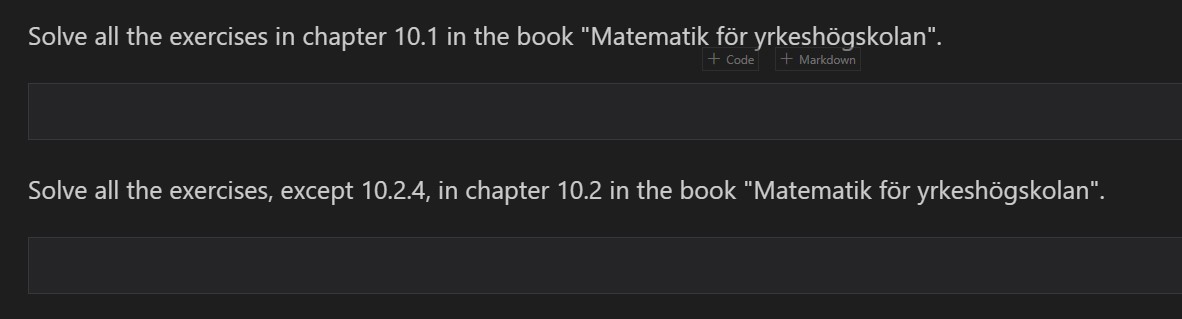 Solve all the exercises in chapter 10.1 in the book "Matematik för yrkeshögskolan".
+ Code + Markdown
Solve all the exercises, except 10.2.4, in chapter 10.2 in the book "Matematik för yrkeshögskolan".